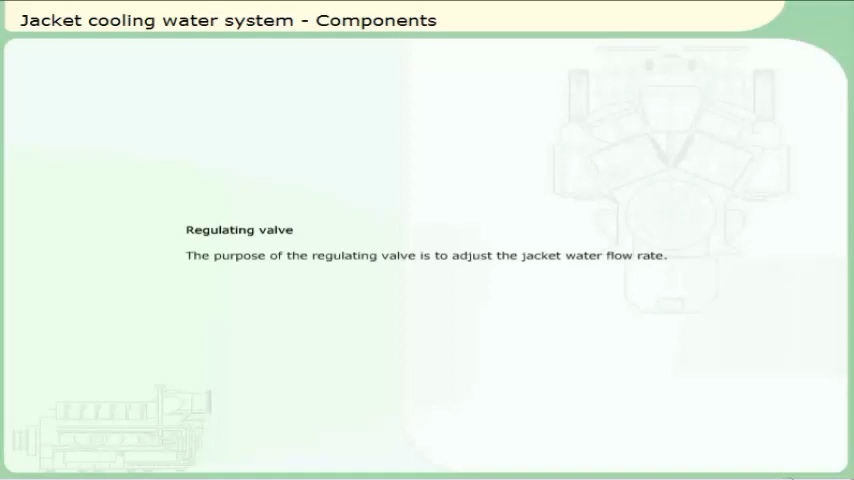 Jacket cooling water system - Components
Regulating valve
The purpose of the regulating valve is to adjust the jacket water flow rate.